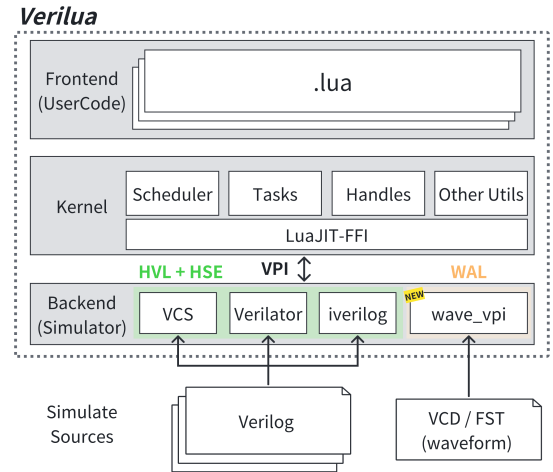 Verilua
Frontend
(UserCode)
.lua
Kernel
Scheduler
Tasks
Handles
Other Utils
LuaJIT-FFI
HVL + HSE
VPI
WAL
Backend
(Simulator)
VCS
Verilator
iverilog
NEW
wave_vpi
Simulate
Sources
Verilog
VCD / FST
(waveform)